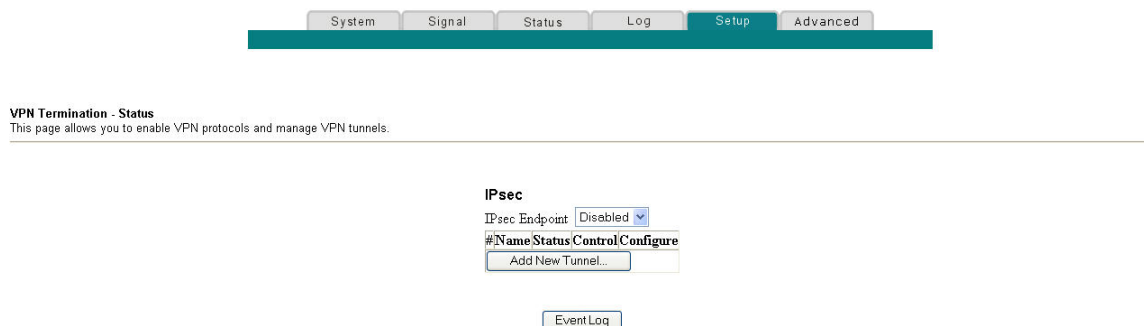 System Signal Status Log Setup Advanced
VPN Termination - Status
This page allows you to enable VPN protocols and manage VPN tunnels.
IPsec
IPsec Endpoint Disabled
# Name Status Control Configure
Add New Tunnel...
Event Log